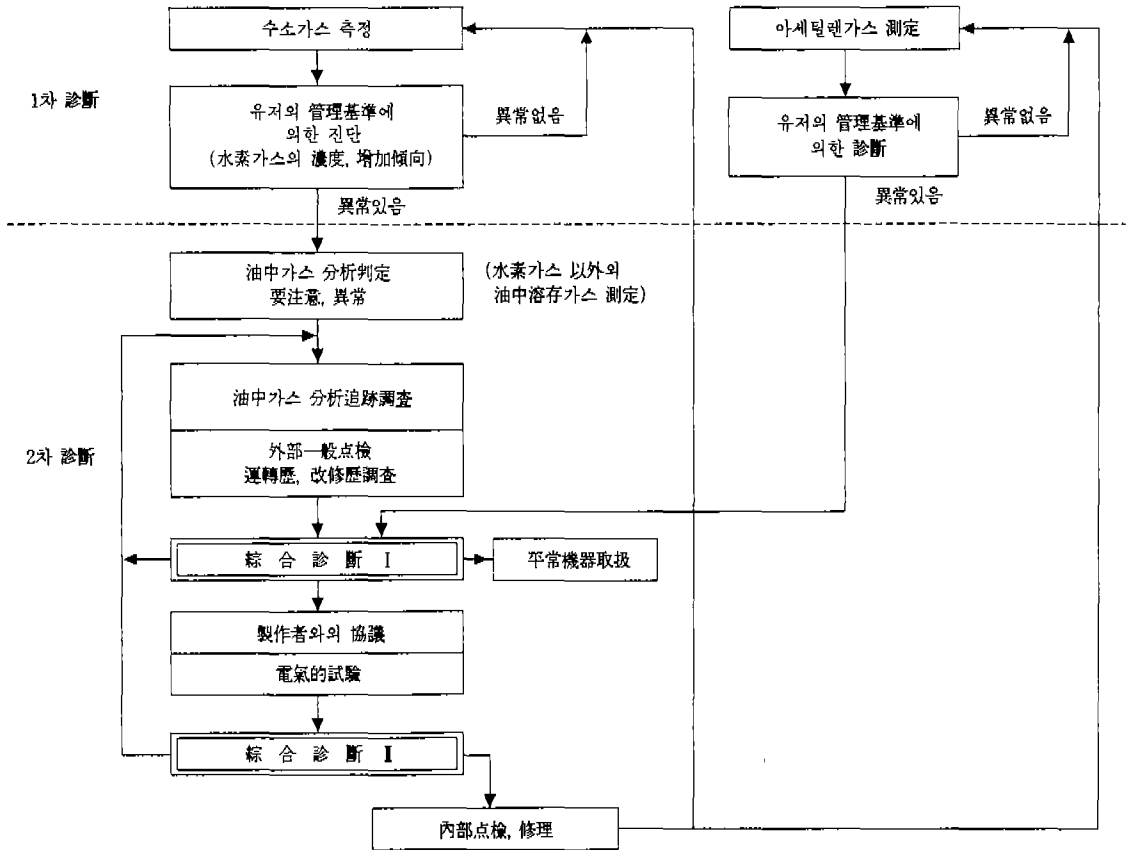 수소가스 측정
아세틸렌가스 測定
1차 診斷
유저의 管理基準에
의한 진단
(水素가스의 濃度, 增加傾向)
異常없음
유저의 管理基準에
의한 診斷
異常없음
異常있음
異常있음
油中가스 分析判定
要注意, 異常
(水素가스 以外의
油中溶存가스 測定)
油中가스 分析追跡調査
2차 診斷
外部一般点檢
運轉歷, 改修歷調査
綜 合 診 斷 Ⅰ
平常機器取扱
製作者와의 協議
電氣的試驗
綜 合 診 斷 Ⅱ
內部点檢, 修理